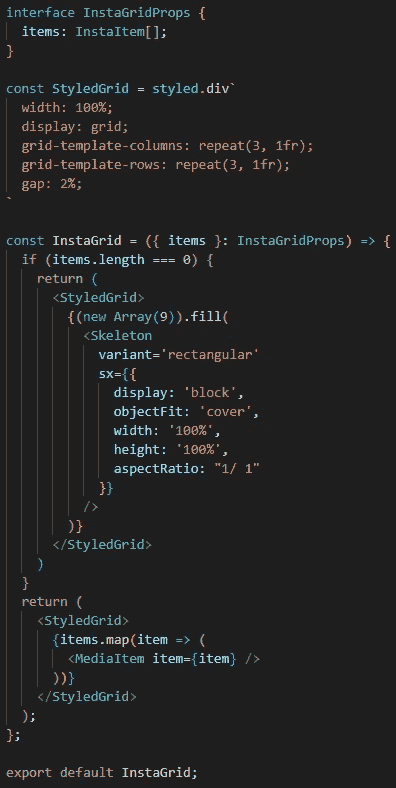 interface InstaGridProps {
  items: InstaItem[];
}

const StyledGrid = styled.div`
  width: 100%;
  display: grid;
  grid-template-columns: repeat(3, 1fr);
  grid-template-rows: repeat(3, 1fr);
  gap: 2%;
`

const InstaGrid = ({ items }: InstaGridProps) => {
  if (items.length === 0) {
    return (
      <StyledGrid>
        {(new Array(9)).fill(
          <Skeleton
            variant='rectangular'
            sx={{
              display: 'block',
              objectFit: 'cover',
              width: '100%',
              height: '100%',
              aspectRatio: "1/ 1"
            }}
          />
        )}
      </StyledGrid>
    )
  }
  return (
    <StyledGrid>
      {items.map(item => (
        <MediaItem item={item} />
      ))}
    </StyledGrid>
  );
};

export default InstaGrid;